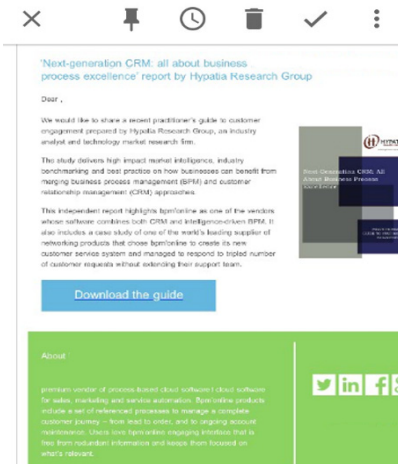 'Next-generation CRM: all about business
process excellence' report by Hypatia Research Group
Dear ,
We would like to share a recent practitioner's guide to customer
engagement prepared by Hypatia Research Group, an industry
analyst and technology market research firm.
The study delivers high impact market intelligence, industry
benchmarking and best practice on how businesses can benefit from
merging business process management (BPM) and customer
relationship management (CRM) approaches.
This independent report highlights bpm'online as one of the vendors
whose software combines both CRM and intelligence-driven BPM. It
also includes a case study of one of the world's leading supplier of
networking products that chose bpm'online to create its new
customer service system and managed to respond to tripled number
of customer requests without extending their support team.
Next Generation CRM: All
About Business Process
Download the guide
About
premium vendor of process-based cloud software
for sales, marketing and service automation. Bpm'online products
include a set of referenced processes to manage a complete
customer journey – from lead to order, and to ongoing account
maintenance. Users love bpm'online engaging interface that is
free from redundant information and keeps them focused on
what's relevant.